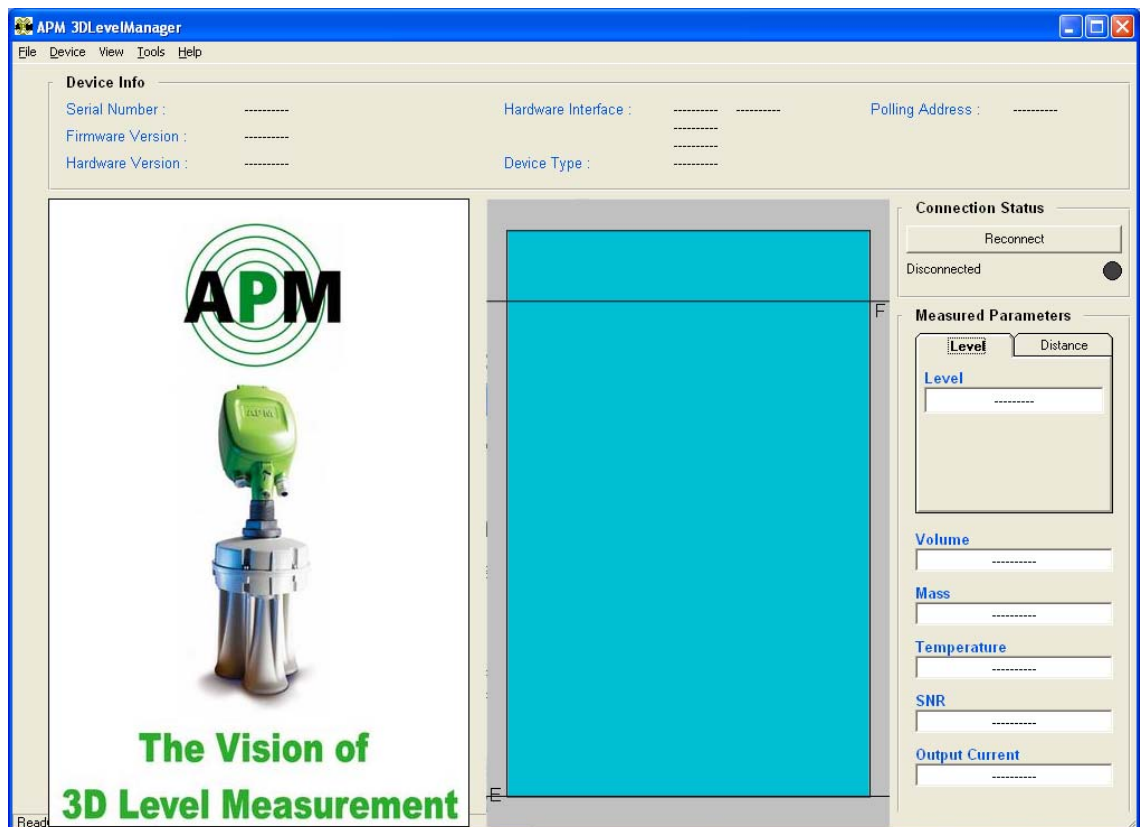 APM 3DLevelManager
File Device View Tools Help
Device Info
Serial Number : ----------
Firmware Version : ----------
Hardware Version : ----------
Hardware Interface : ---------- ----------
----------
----------
Device Type : ----------
Polling Address : ----------
APM
APM
The Vision of
3D Level Measurement
F
E
Connection Status
Reconnect
Disconnected
Measured Parameters
Level Distance
Level
---------
Volume
----------
Mass
----------
Temperature
----------
SNR
----------
Output Current
----------